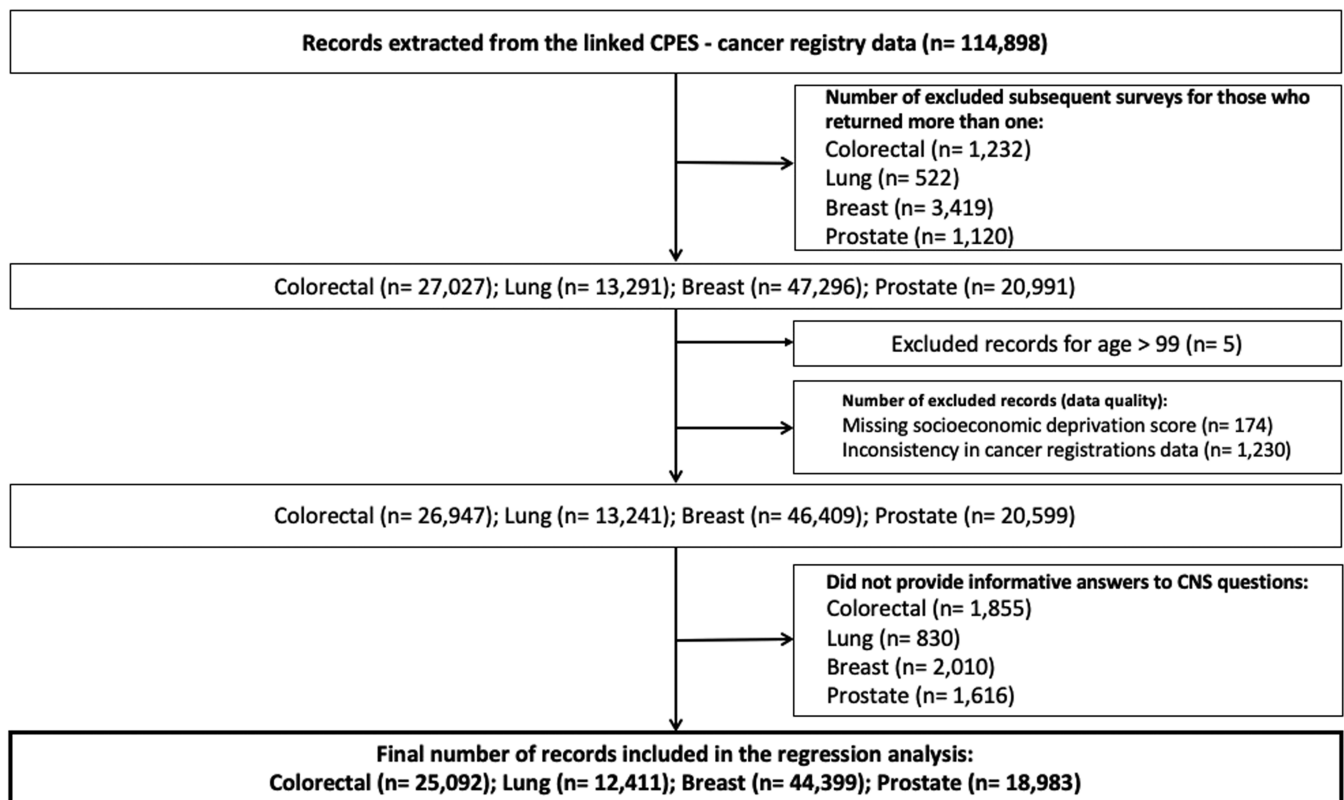 Records extracted from the linked CPES - cancer registry data (n= 114,898)
Number of excluded subsequent surveys for those who
returned more than one:
Colorectal (n= 1,232)
Lung (n= 522)
Breast (n= 3,419)
Prostate (n= 1,120)
Colorectal (n= 27,027); Lung (n= 13,291); Breast (n= 47,296); Prostate (n= 20,991)
Excluded records for age > 99 (n= 5)
Number of excluded records (data quality):
Missing socioeconomic deprivation score (n= 174)
Inconsistency in cancer registrations data (n= 1,230)
Colorectal (n= 26,947); Lung (n= 13,241); Breast (n= 46,409); Prostate (n= 20,599)
Did not provide informative answers to CNS questions:
Colorectal (n= 1,855)
Lung (n= 830)
Breast (n= 2,010)
Prostate (n= 1,616)
Final number of records included in the regression analysis:
Colorectal (n= 25,092); Lung (n= 12,411); Breast (n= 44,399); Prostate (n= 18,983)